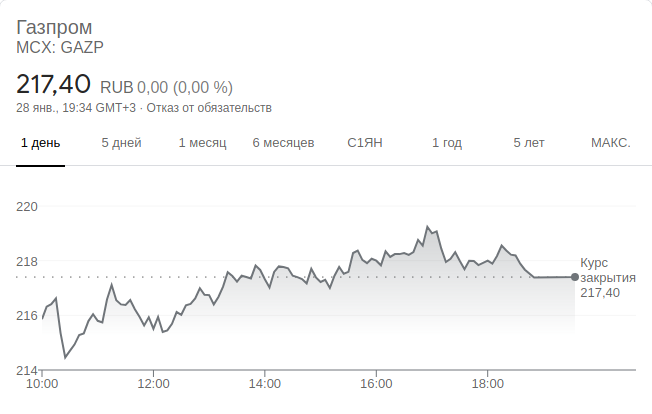 Газпром
MCX: GAZP
217,40 RUB 0,00 (0,00 %)
28 янв., 19:34 GMT+3 · Отказ от обязательств
1 день 5 дней 1 месяц 6 месяцев С1ЯН 1 год 5 лет МАКС.
220
218
216
214
Курс
закрытия
217,40
10:00 12:00 14:00 16:00 18:00